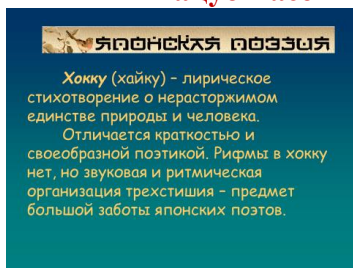 японская поэзия
Хокку (хайку) – лирическое
стихотворение о нерасторжимом
единстве природы и человека.
Отличается краткостью и
своеобразной поэтикой. Рифмы в хокку
нет, но звуковая и ритмическая
организация трехстишия – предмет
большой заботы японских поэтов.